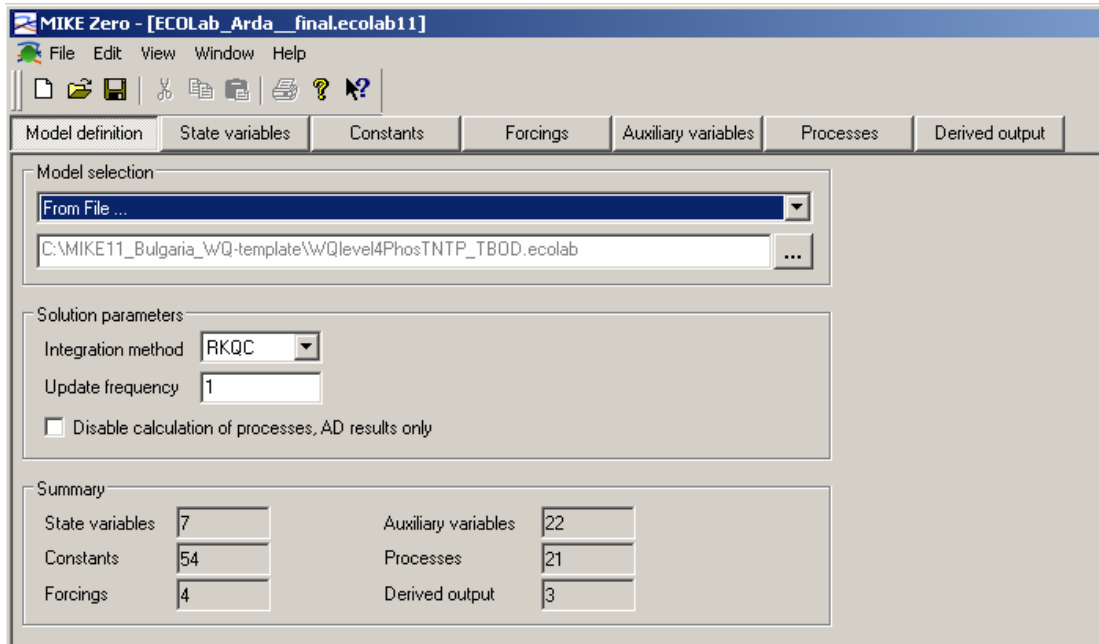 MIKE Zero - [ECOLab_Arda__final.ecolab11]
File Edit View Window Help
Model definition State variables Constants Forcings Auxiliary variables Processes Derived output
Model selection
From File ...
C:\MIKE11_Bulgaria_WQ-template\WQlevel4PhosTNTP_TBOD.ecolab ...
Solution parameters
Integration method RKQC
Update frequency 1
Disable calculation of processes, AD results only
Summary
State variables 7 Auxiliary variables 22
Constants 54 Processes 21
Forcings 4 Derived output 3